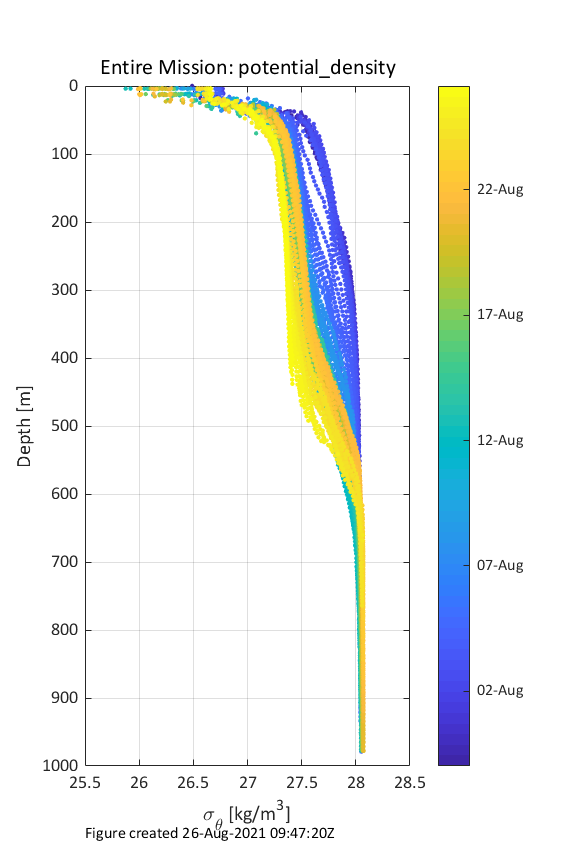 Entire Mission: potential_density
0
100
200
300
400
500
600
700
800
900
1000
Depth [m]
25.5 26 26.5 27 27.5 28 28.5
σ_θ [kg/m³]
Figure created 26-Aug-2021 09:47:20Z
22-Aug
17-Aug
12-Aug
07-Aug
02-Aug